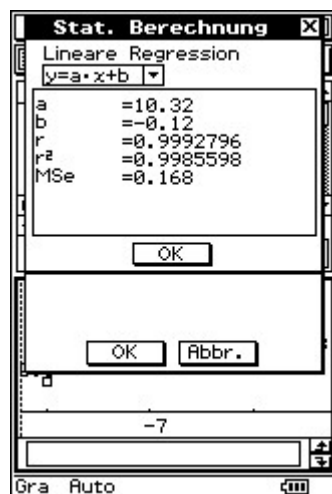 Stat. Berechnung
Lineare Regression
y=a·x+b
a =10.32
b =-0.12
r =0.9992796
r² =0.9985598
MSe =0.168
OK
OK Abbr.
-7
Gra Auto